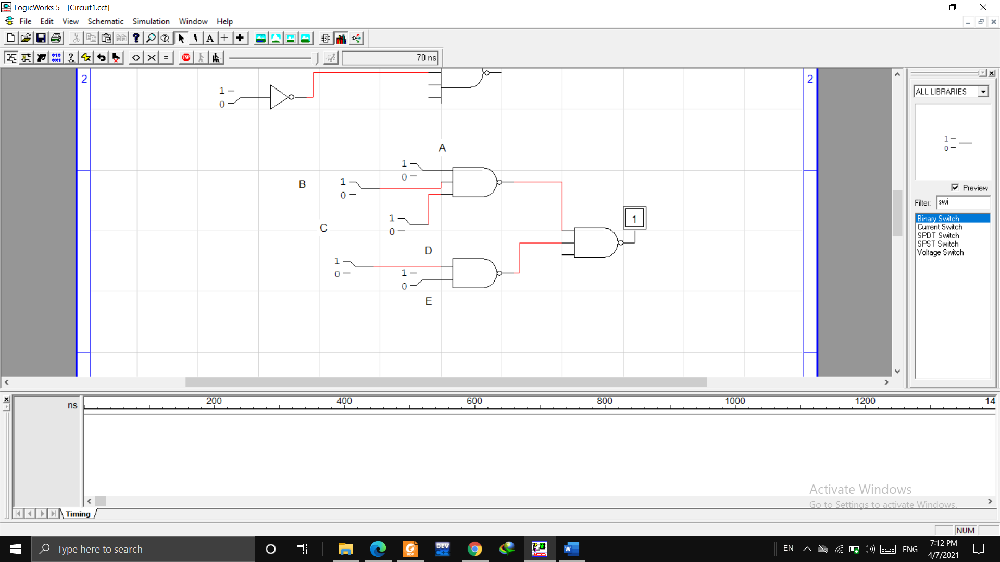 LogicWorks 5 - [Circuit1.cct]
File Edit View Schematic Simulation Window Help
70 ns
2
2
1
0
A
1
0
B
1
0
C
1
0
1
D
1
0
1
0
E
ALL LIBRARIES
1
0
Preview
Filter: swi
Binary Switch
Current Switch
SPDT Switch
SPST Switch
Voltage Switch
ns
200 400 600 800 1000 1200 14
Activate Windows
Go to Settings to activate Windows.
Timing
NUM
Type here to search
DEV
EN
ENG
7:12 PM
4/7/2021